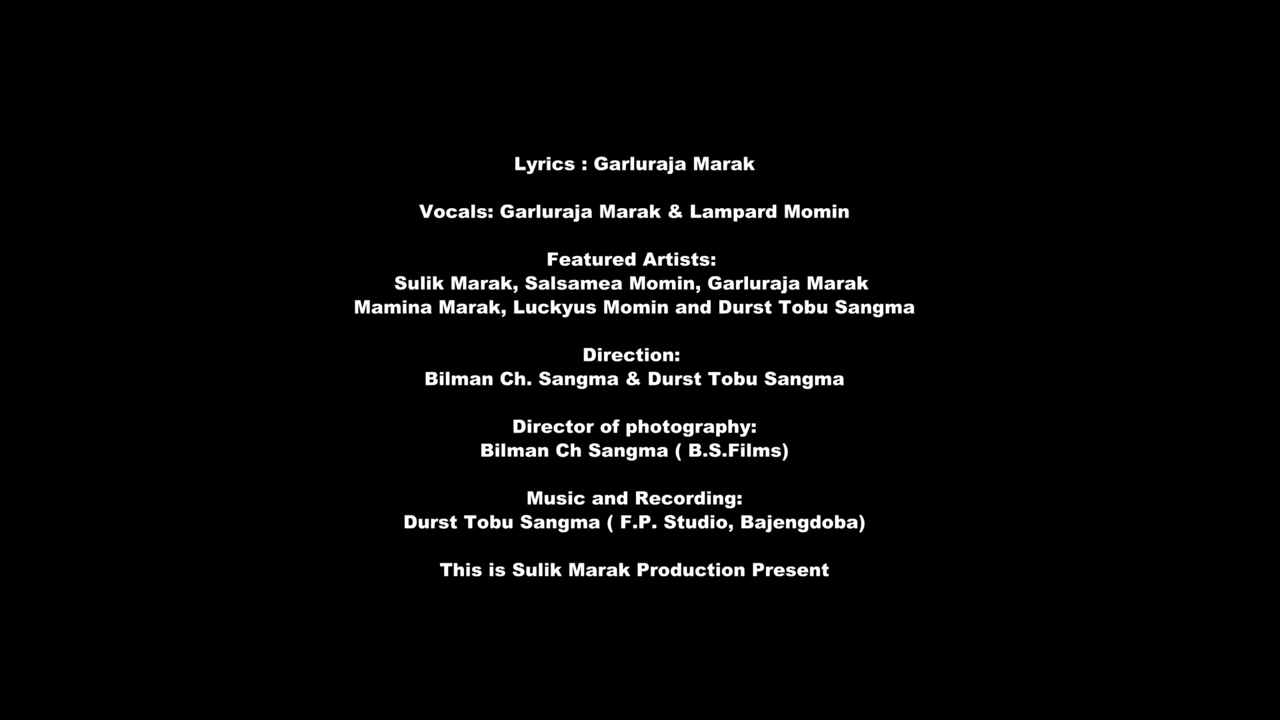 Lyrics : Garluraja Marak
Vocals: Garluraja Marak & Lampard Momin
Featured Artists:
Sulik Marak, Salsamea Momin, Garluraja Marak
Mamina Marak, Luckyus Momin and Durst Tobu Sangma
Direction:
Bilman Ch. Sangma & Durst Tobu Sangma
Director of photography:
Bilman Ch Sangma ( B.S.Films)
Music and Recording:
Durst Tobu Sangma ( F.P. Studio, Bajengdoba)
This is Sulik Marak Production Present